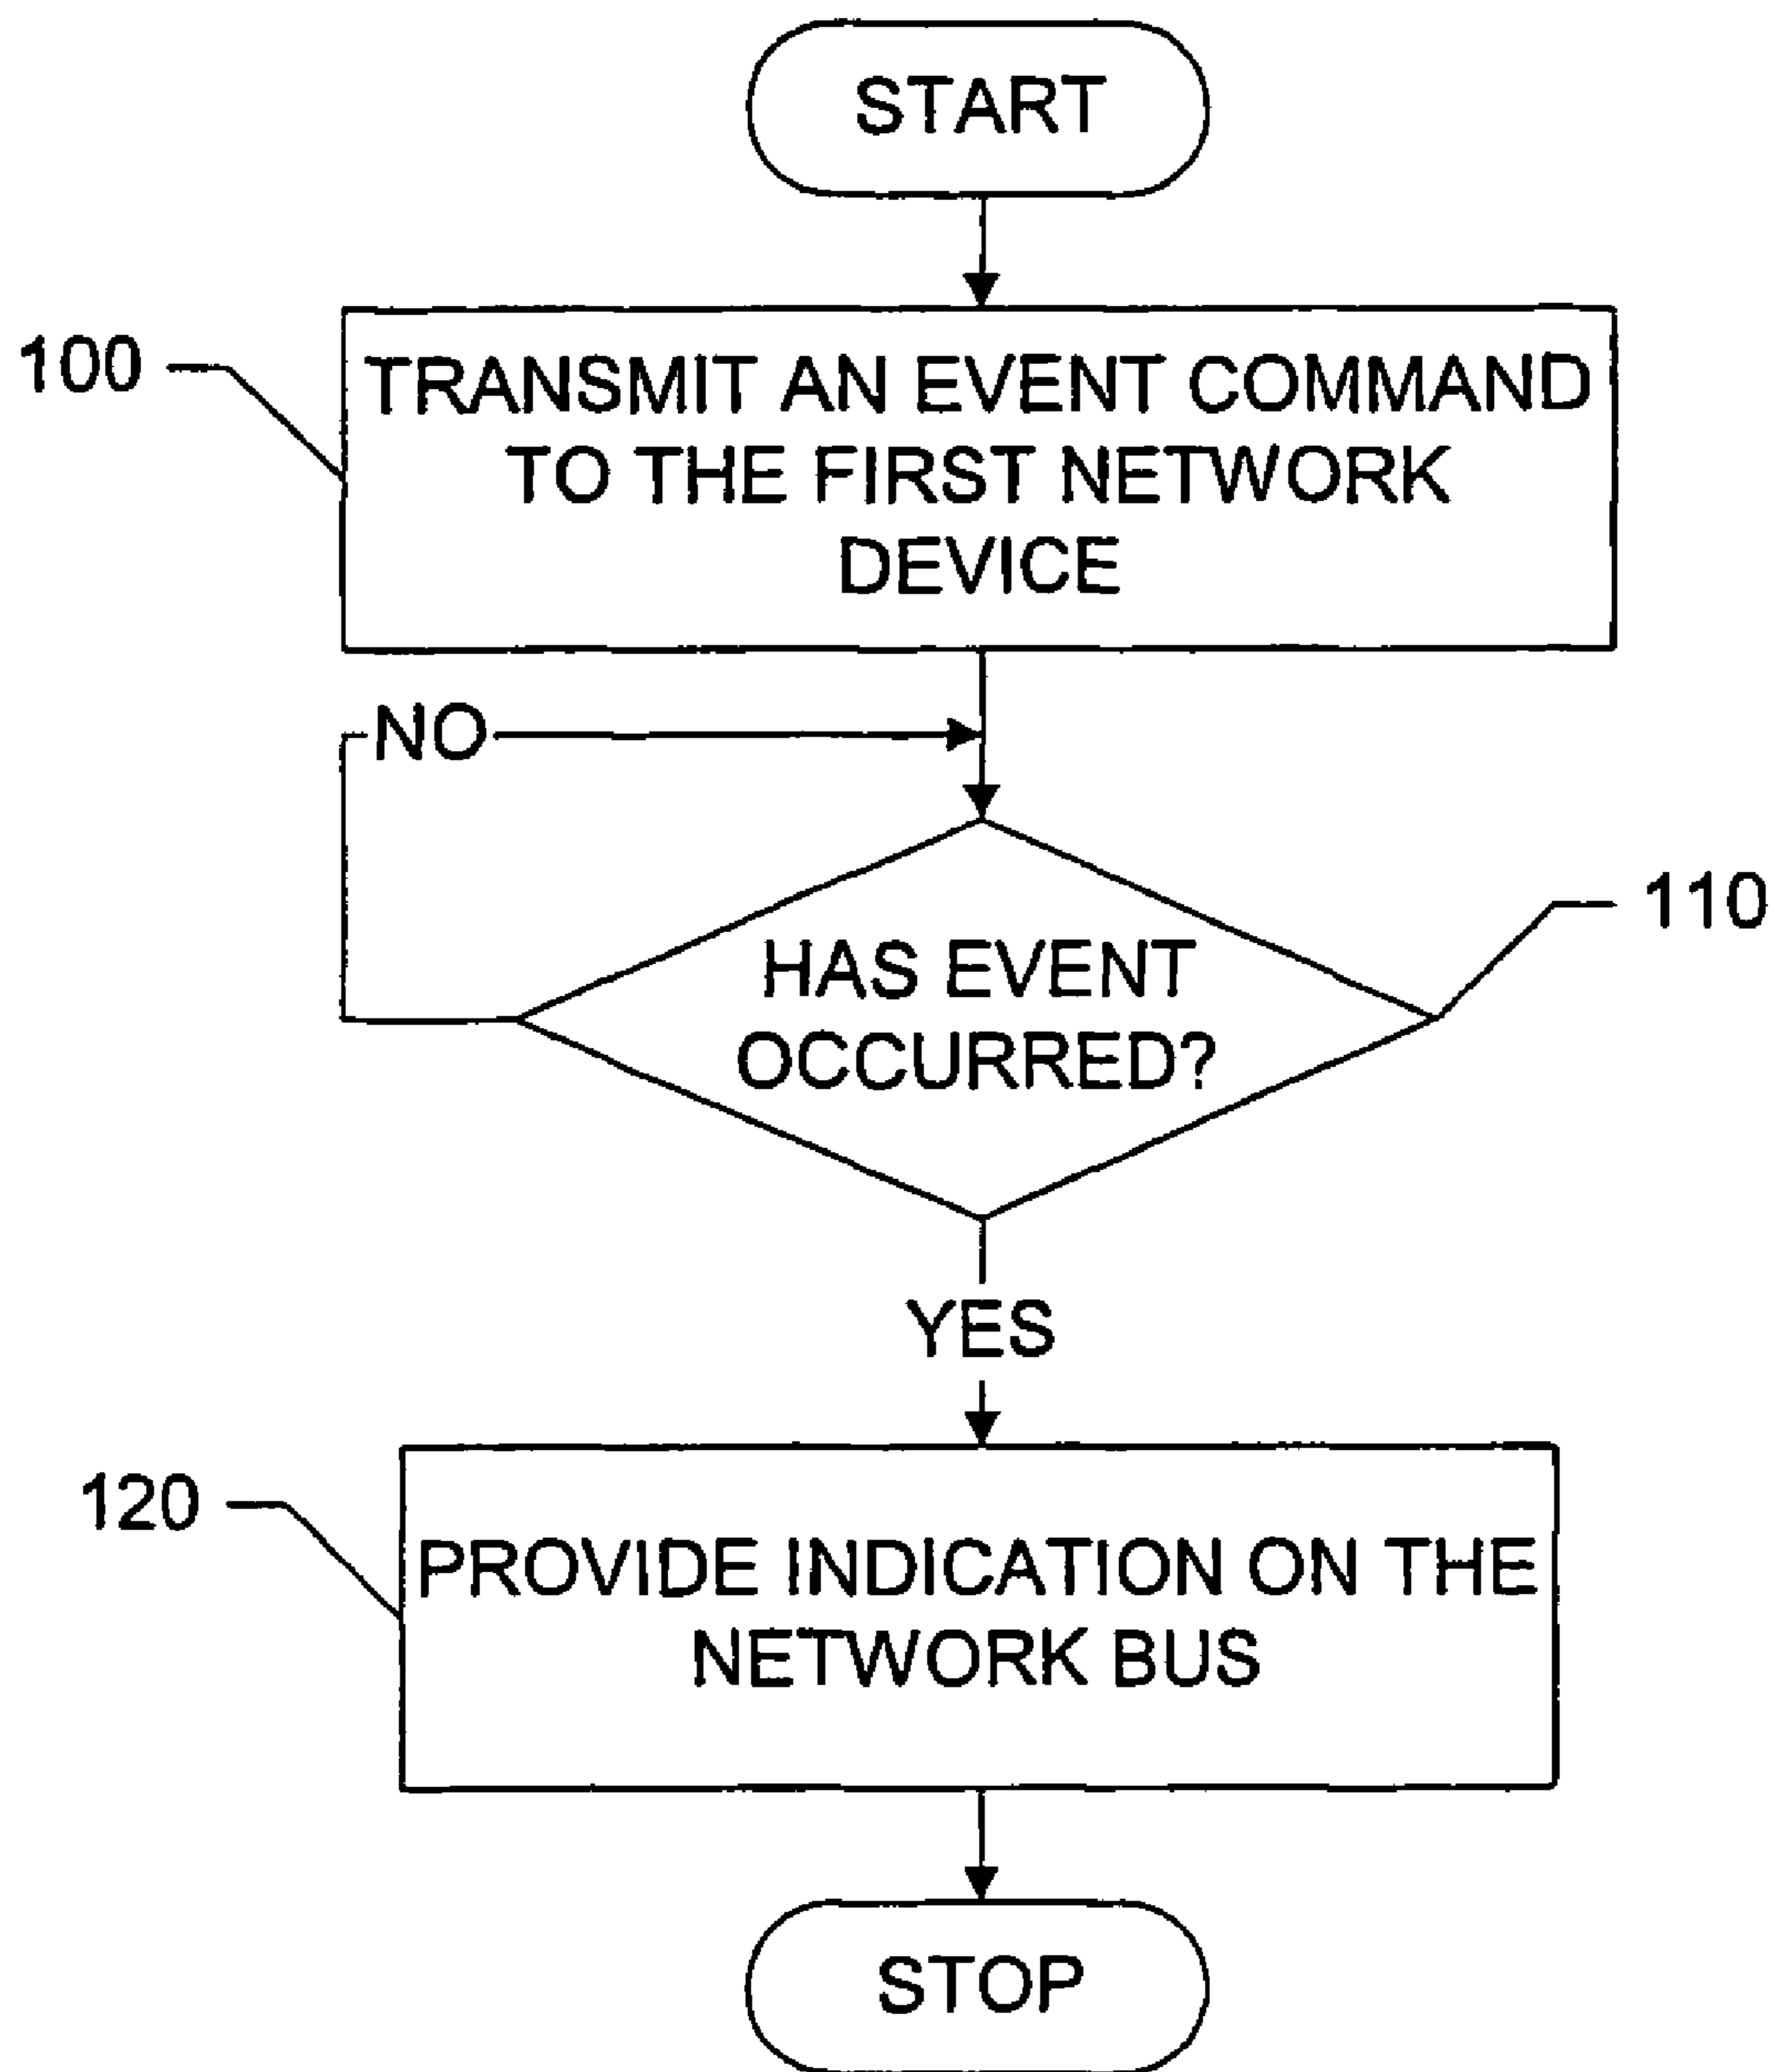 START
100
TRANSMIT AN EVENT COMMAND
TO THE FIRST NETWORK
DEVICE
NO
110
HAS EVENT
OCCURRED?
YES
120
PROVIDE INDICATION ON THE
NETWORK BUS
STOP